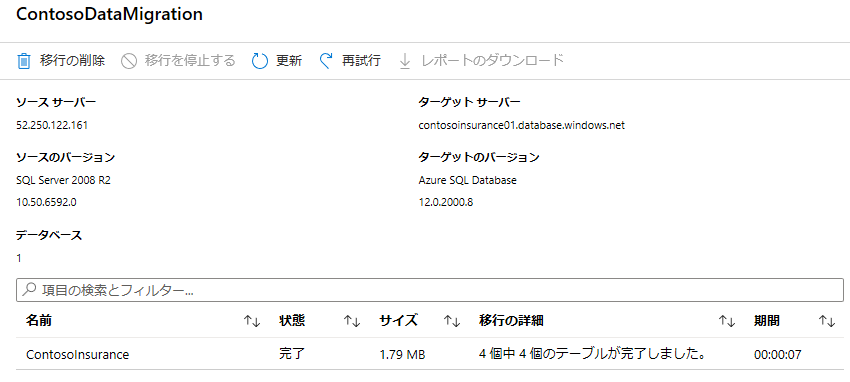 ContosoDataMigration
移行の削除 移行を停止する 更新 再試行 レポートのダウンロード
ソース サーバー ターゲット サーバー
52.250.122.161 contosoinsurance01.database.windows.net
ソースのバージョン ターゲットのバージョン
SQL Server 2008 R2 Azure SQL Database
10.50.6592.0 12.0.2000.8
データベース
1
項目の検索とフィルター...
名前 状態 サイズ 移行の詳細 期間
ContosoInsurance 完了 1.79 MB 4 個中 4 個のテーブルが完了しました。 00:00:07